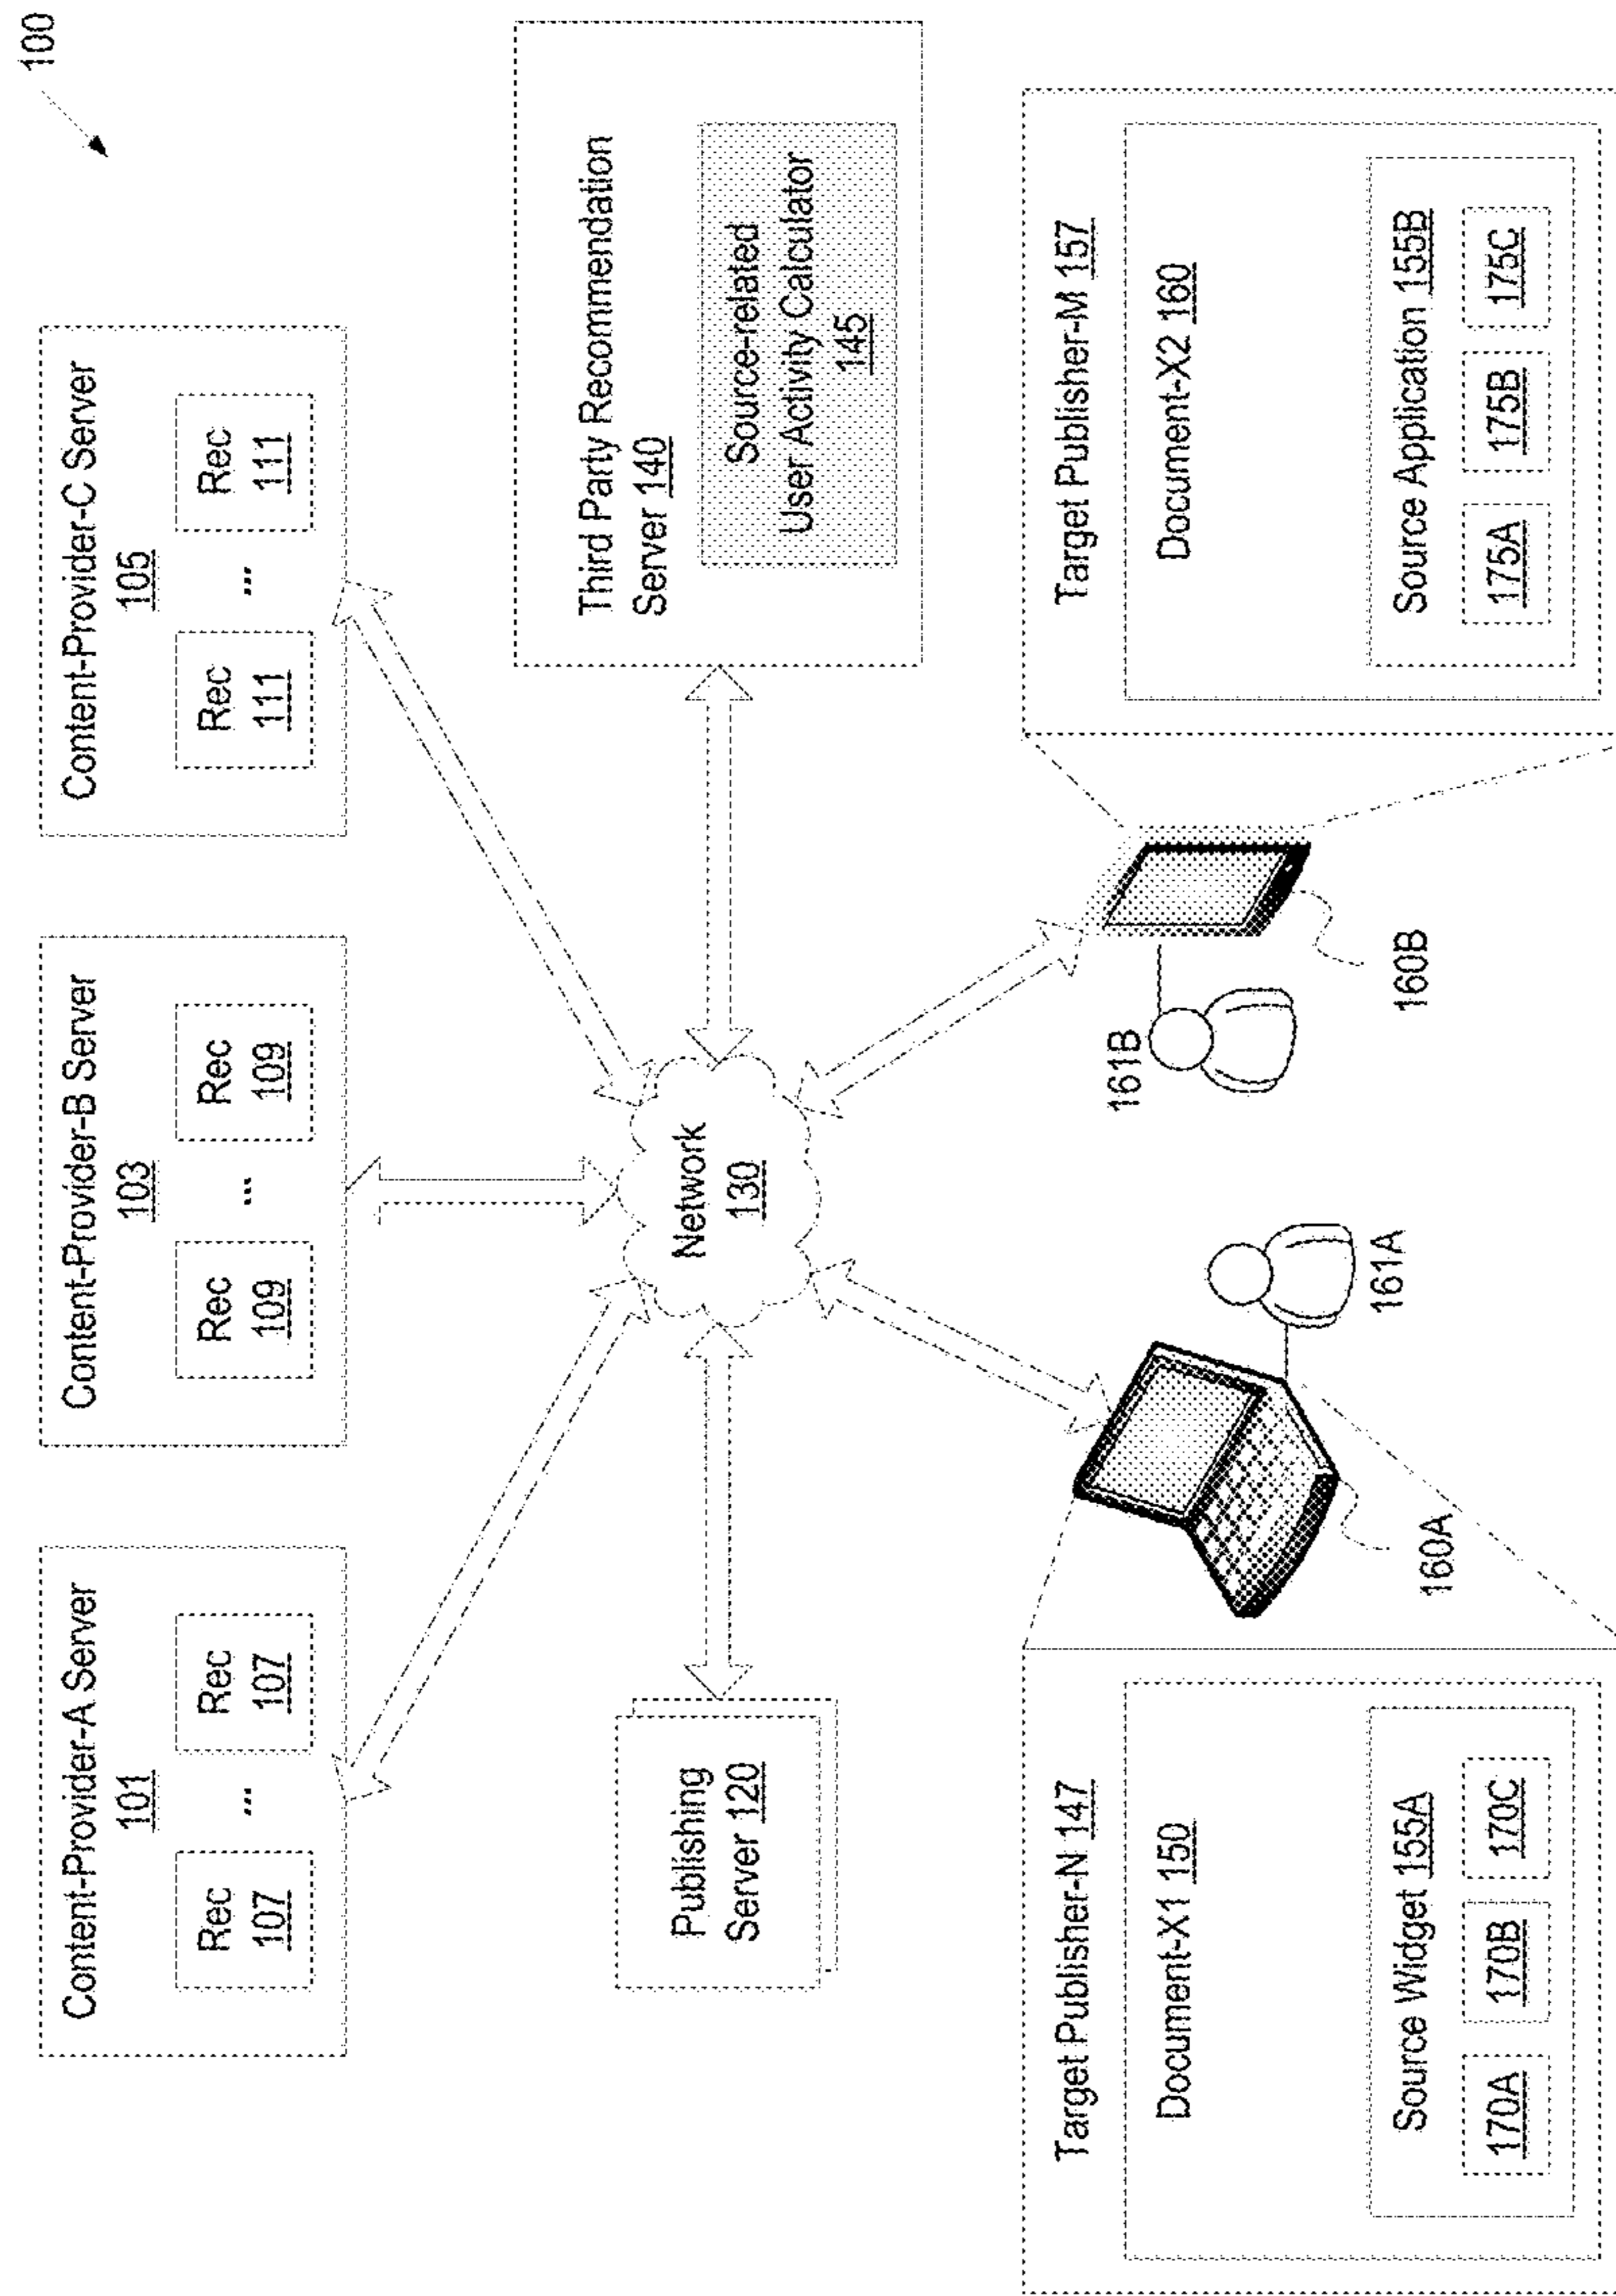 100
Content-Provider-A Server
101
Rec
107
...
Rec
107
Content-Provider-B Server
103
Rec
109
...
Rec
109
Content-Provider-C Server
105
Rec
111
...
Rec
111
Publishing
Server 120
Network
130
Third Party Recommendation
Server 140
Source-related
User Activity Calculator
145
160A
161A
161B
160B
Target Publisher-N 147
Document-X1 150
Source Widget 155A
170A
170B
170C
Target Publisher-M 157
Document-X2 160
Source Application 155B
175A
175B
175C